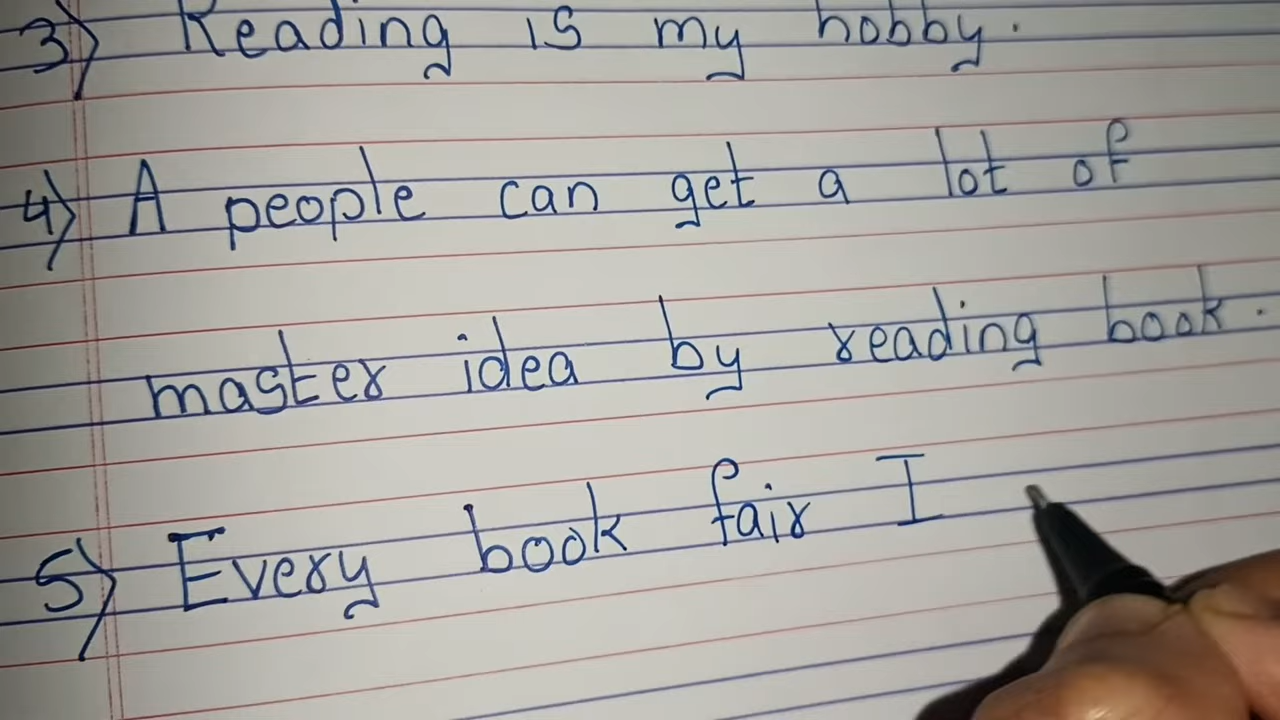 3) Reading is my hobby.
4) A people can get a lot of
master idea by reading book.
5) Every book fair I